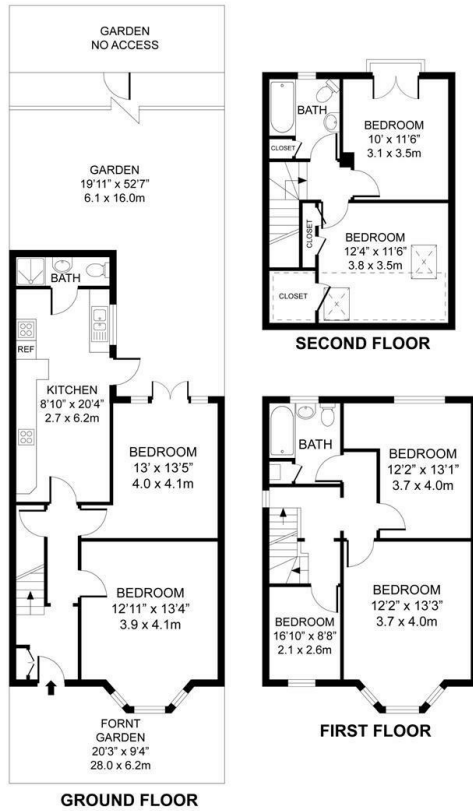 GARDEN
NO ACCESS
GARDEN
19'11" x 52'7"
6.1 x 16.0m
BATH
REF
KITCHEN
8'10" x 20'4"
2.7 x 6.2m
BEDROOM
13' x 13'5"
4.0 x 4.1m
BEDROOM
12'11" x 13'4"
3.9 x 4.1m
FORNT
GARDEN
20'3" x 9'4"
28.0 x 6.2m
GROUND FLOOR
BATH
CLOSET
BEDROOM
10' x 11'6"
3.1 x 3.5m
CLOSET
BEDROOM
12'4" x 11'6"
3.8 x 3.5m
CLOSET
SECOND FLOOR
BATH
BEDROOM
12'2" x 13'1"
3.7 x 4.0m
BEDROOM
16'10" x 8'8"
2.1 x 2.6m
BEDROOM
12'2" x 13'3"
3.7 x 4.0m
FIRST FLOOR